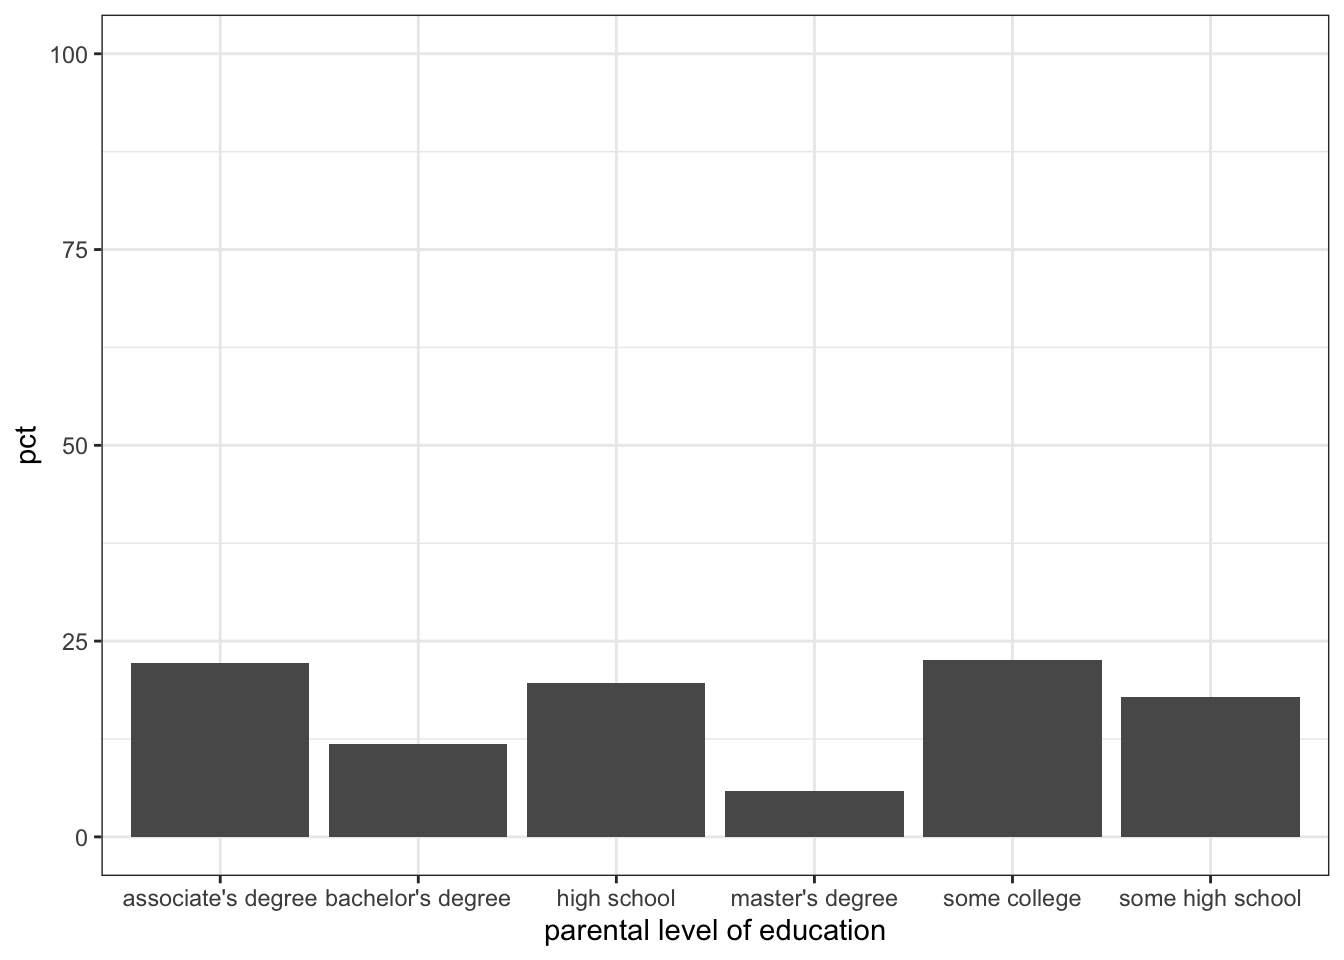 100
75
50
25
0
pct
associate's degree bachelor's degree high school master's degree some college some high school
parental level of education